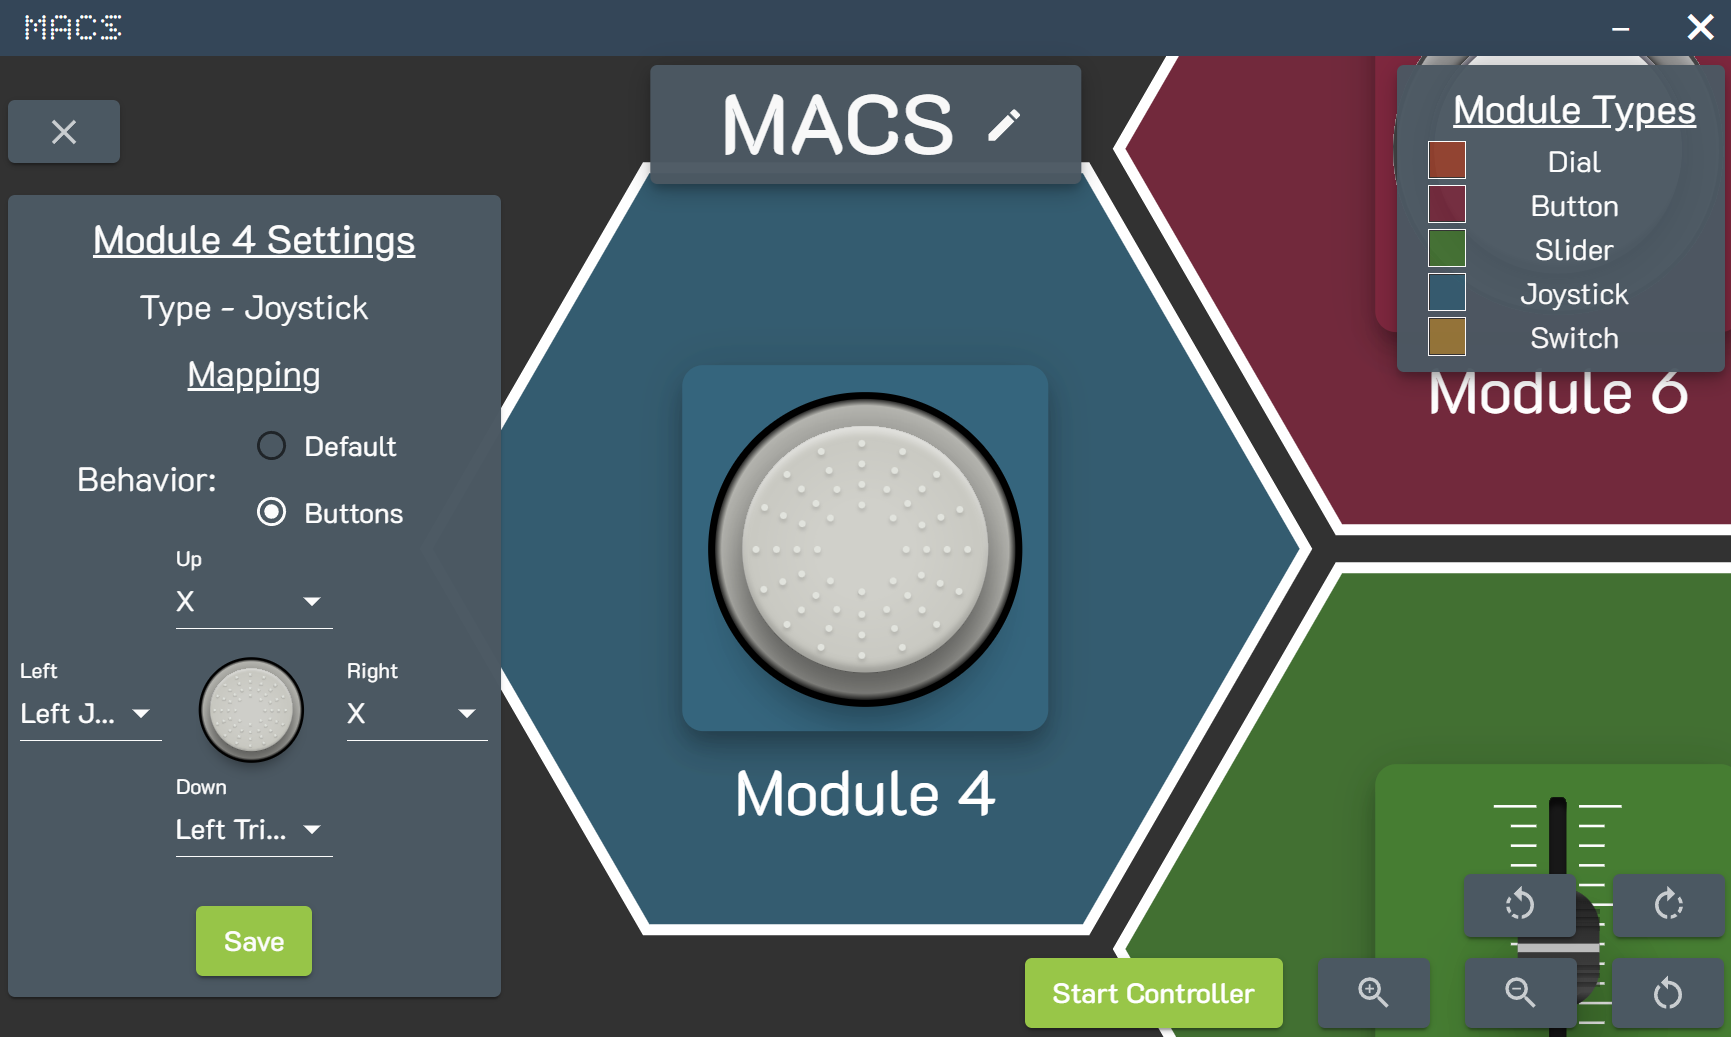 MACS
MACS
Module Types
Dial
Button
Slider
Joystick
Switch
Module 4 Settings
Type - Joystick
Mapping
Behavior:
Default
Buttons
Up
X
Left
Left J...
Right
X
Down
Left Tri...
Save
Module 4
Module 6
Start Controller